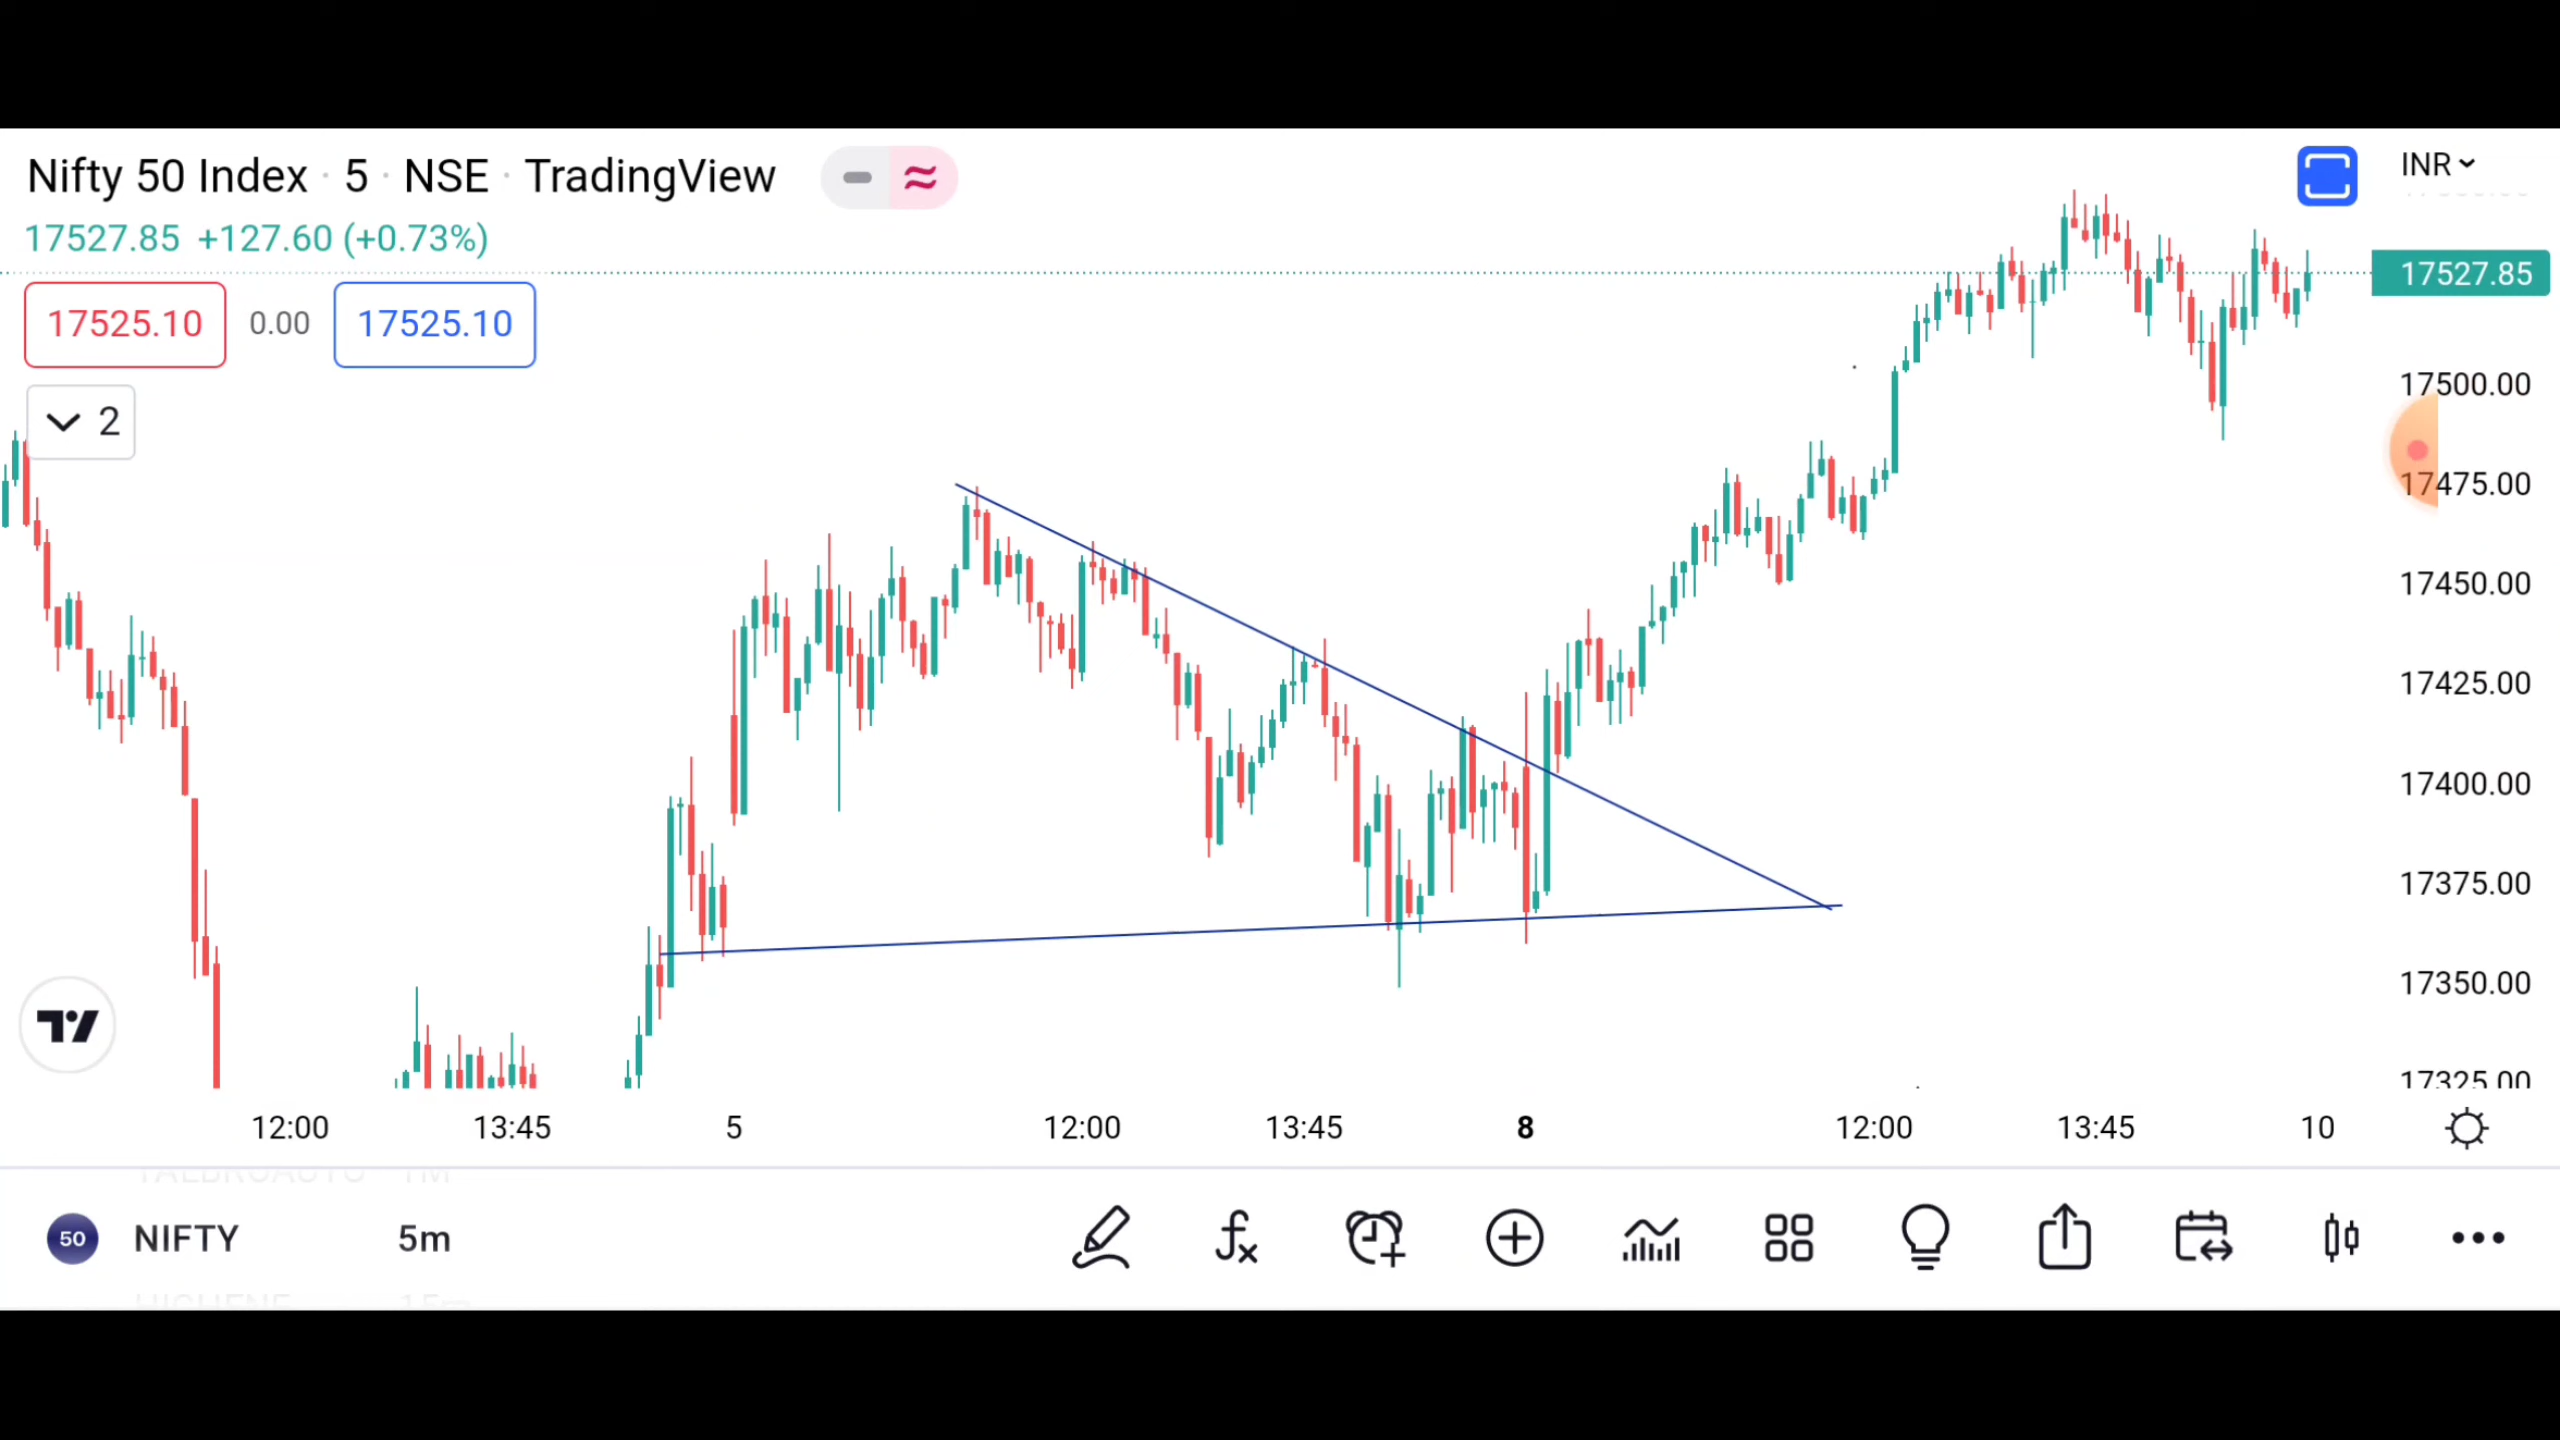 Nifty 50 Index · 5 · NSE · TradingView
INR
17527.85 +127.60 (+0.73%)
17527.85
17525.10 0.00 17525.10
2
17500.00
17475.00
17450.00
17425.00
17400.00
17375.00
17350.00
17325.00
12:00 13:45 5 12:00 13:45 8 12:00 13:45 10
50 NIFTY 5m